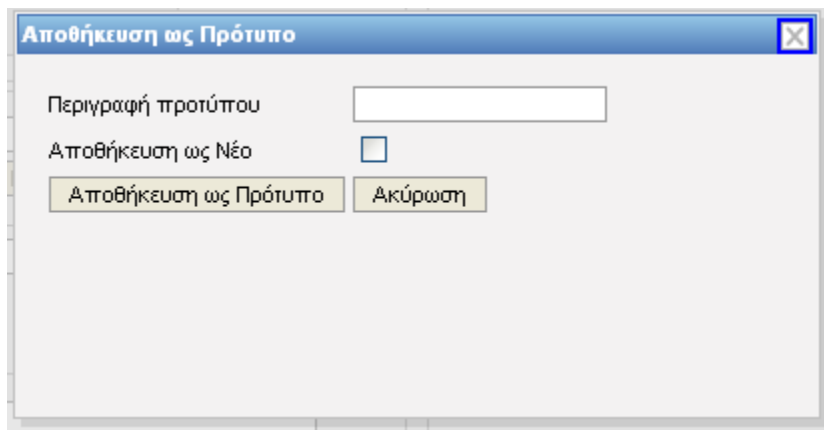 Αποθήκευση ως Πρότυπο
Περιγραφή προτύπου
Αποθήκευση ως Νέο
Αποθήκευση ως Πρότυπο Ακύρωση